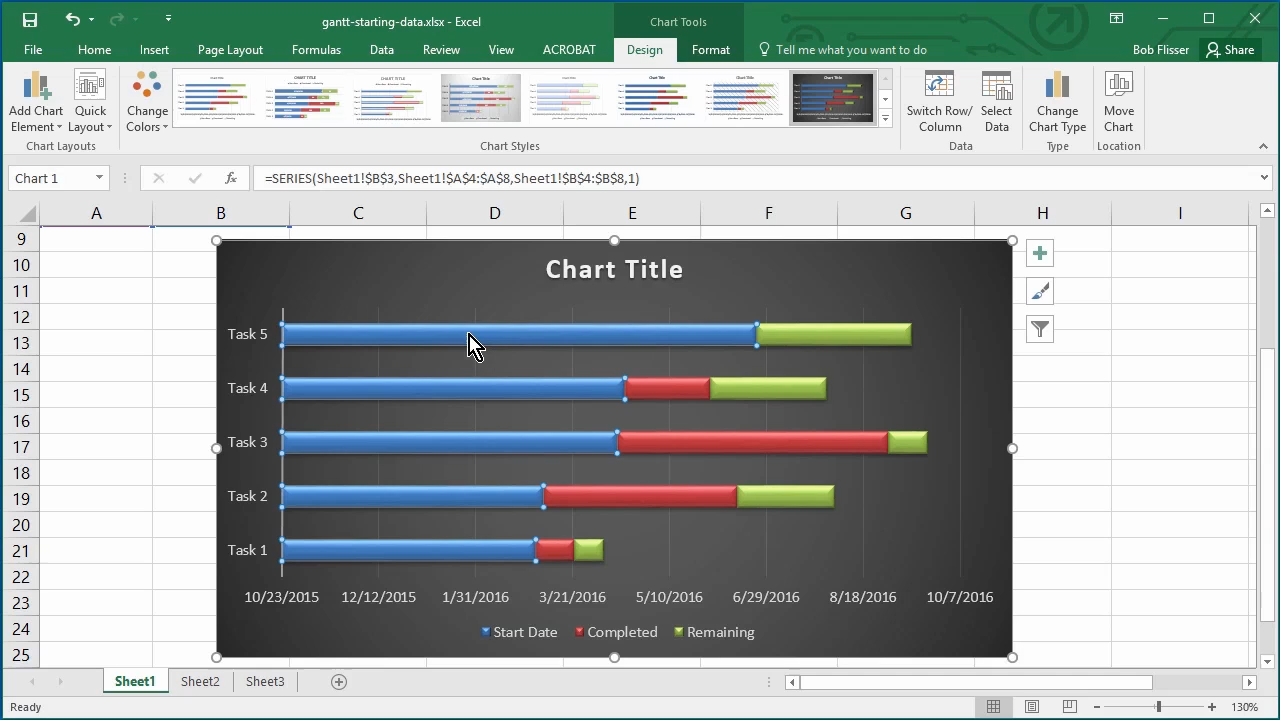 gantt-starting-data.xlsx - Excel
Chart Tools
File Home Insert Page Layout Formulas Data Review View ACROBAT Design Format Tell me what you want to do Bob Flisser Share
Add Chart Element Quick Layout Change Colors Switch Row/ Column Select Data Change Chart Type Move Chart
Chart Layouts Chart Styles Data Type Location
Chart 1 fx =SERIES(Sheet1!$B$3,Sheet1!$A$4:$A$8,Sheet1!$B$4:$B$8,1)
A B C D E F G H I
9
10
11
12
13
14
15
16
17
18
19
20
21
22
23
24
25
Chart Title
Task 5
Task 4
Task 3
Task 2
Task 1
10/23/2015 12/12/2015 1/31/2016 3/21/2016 5/10/2016 6/29/2016 8/18/2016 10/7/2016
Start Date Completed Remaining
Sheet1 Sheet2 Sheet3
Ready 130%